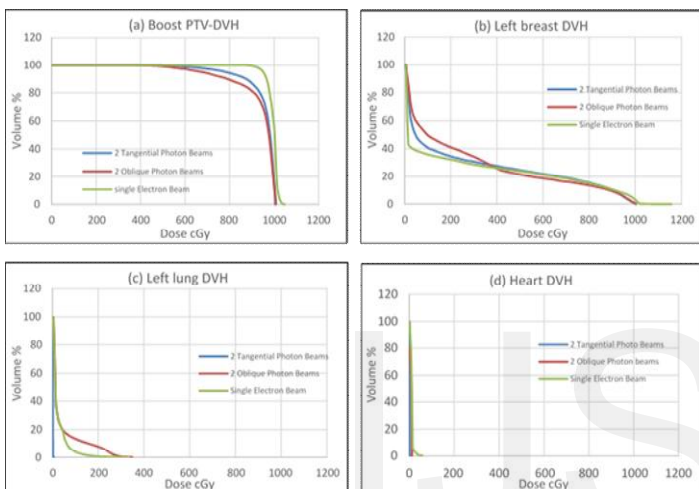 (a) Boost PTV-DVH
120
100
80
60
40
20
0
Volume %
2 Tangential Photon Beams
2 Oblique Photon Beams
single Electron Beam
0 200 400 600 800 1000 1200
Dose cGy
(b) Left breast DVH
120
100
80
60
40
20
0
Volume %
2 Tangential Photon Beams
2 Oblique Photon Beams
Single Electron Beam
0 200 400 600 800 1000 1200
Dose cGy
(c) Left lung DVH
120
100
80
60
40
20
0
Volume %
2 Tangential Photon Beams
2 Oblique Photon Beams
Single Electron Beam
0 200 400 600 800 1000 1200
Dose cGy
(d) Heart DVH
120
100
80
60
40
20
0
Volume %
2 Tangential Photo Beams
2 Oblique Photon beams
Single Electron Beam
0 200 400 600 800 1000 1200
Dose cGy